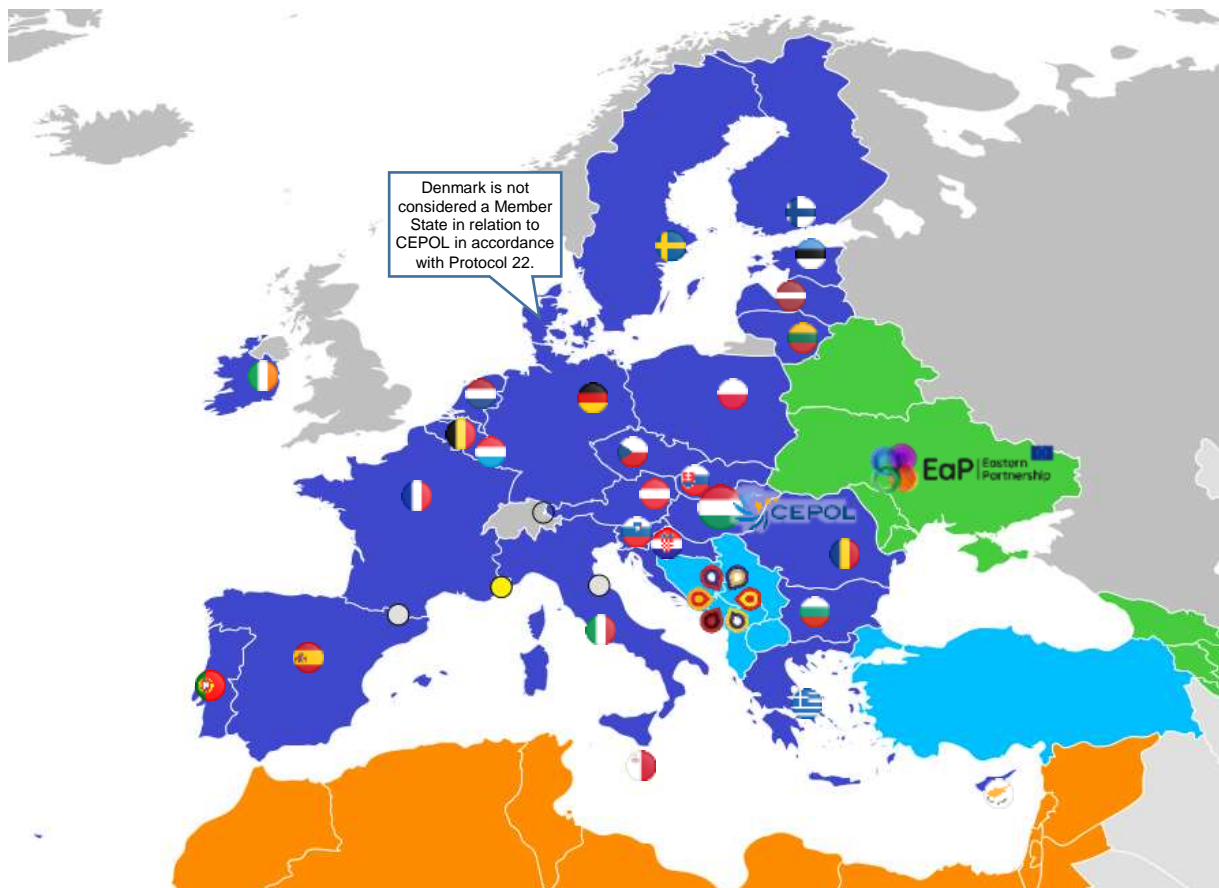 Denmark is not
considered a Member
State in relation to
CEPOL in accordance
with Protocol 22.
EaP Eastern
Partnership
CEPOL